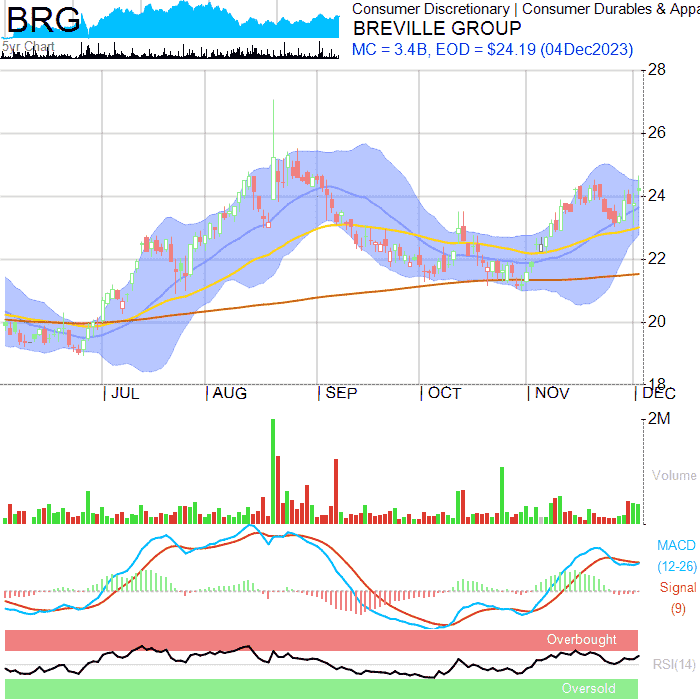 BRG
5yr Chart
Consumer Discretionary | Consumer Durables & Appa
BREVILLE GROUP
MC = 3.4B, EOD = $24.19 (04Dec2023)
28
26
24
22
20
18
JUL AUG SEP OCT NOV DEC
2M
Volume
MACD
(12-26)
Signal
(9)
Overbought
RSI(14)
Oversold